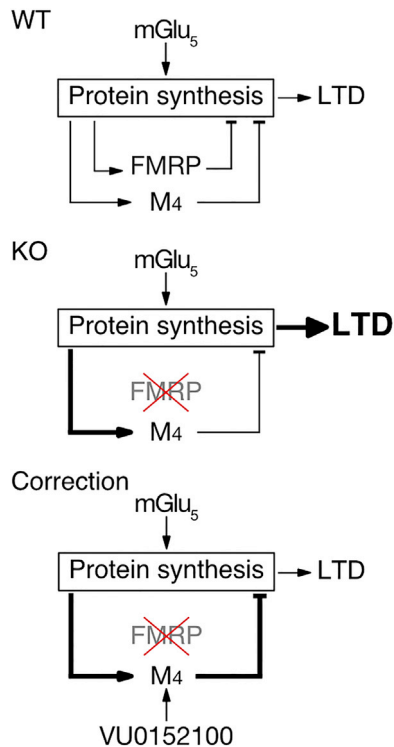 WT
mGlu5
Protein synthesis
LTD
FMRP
M4
KO
mGlu5
Protein synthesis
LTD
FMRP
M4
Correction
mGlu5
Protein synthesis
LTD
FMRP
M4
VU0152100